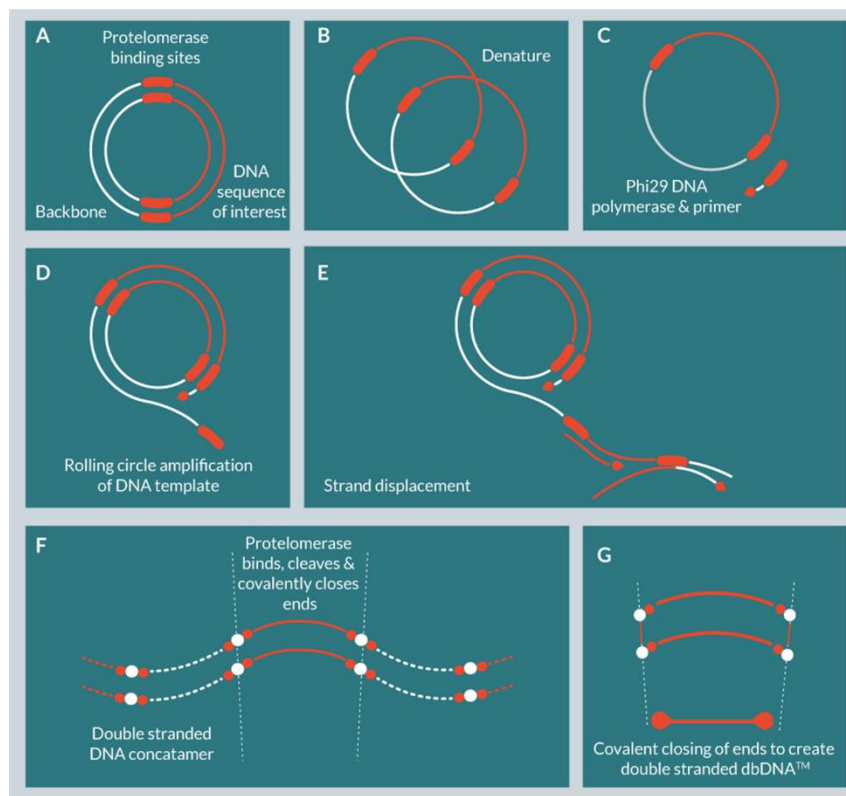 A
Protelomerase
binding sites
DNA
sequence
of interest
Backbone
B
Denature
C
Phi29 DNA
polymerase & primer
D
Rolling circle amplification
of DNA template
E
Strand displacement
F
Protelomerase
binds, cleaves &
covalently closes
ends
Double stranded
DNA concatamer
G
Covalent closing of ends to create
double stranded dbDNA™